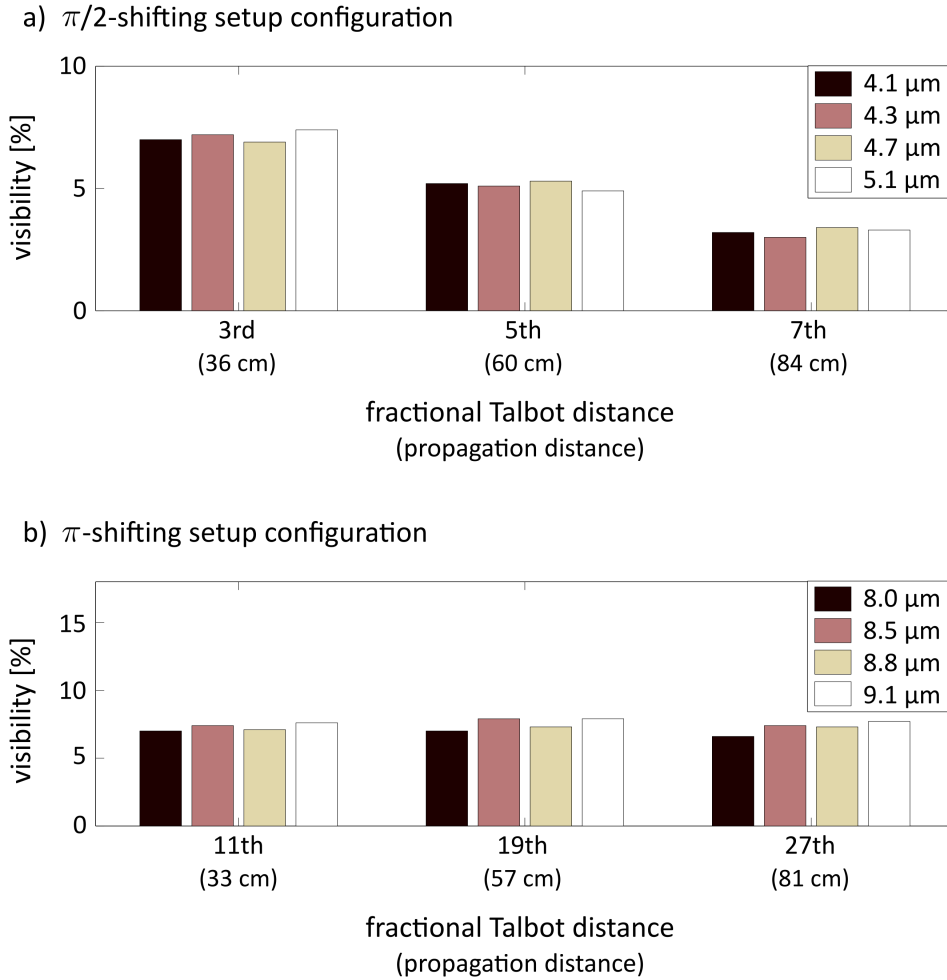 a) π/2-shifting setup configuration
10
5
0
visibility [%]
4.1 μm
4.3 μm
4.7 μm
5.1 μm
3rd 5th 7th
(36 cm) (60 cm) (84 cm)
fractional Talbot distance
(propagation distance)
b) π-shifting setup configuration
15
10
5
0
visibility [%]
8.0 μm
8.5 μm
8.8 μm
9.1 μm
11th 19th 27th
(33 cm) (57 cm) (81 cm)
fractional Talbot distance
(propagation distance)